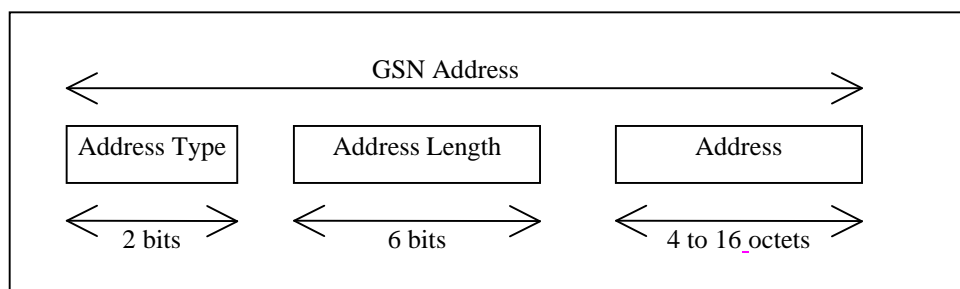 GSN Address
Address Type Address Length Address
2 bits 6 bits 4 to 16 octets